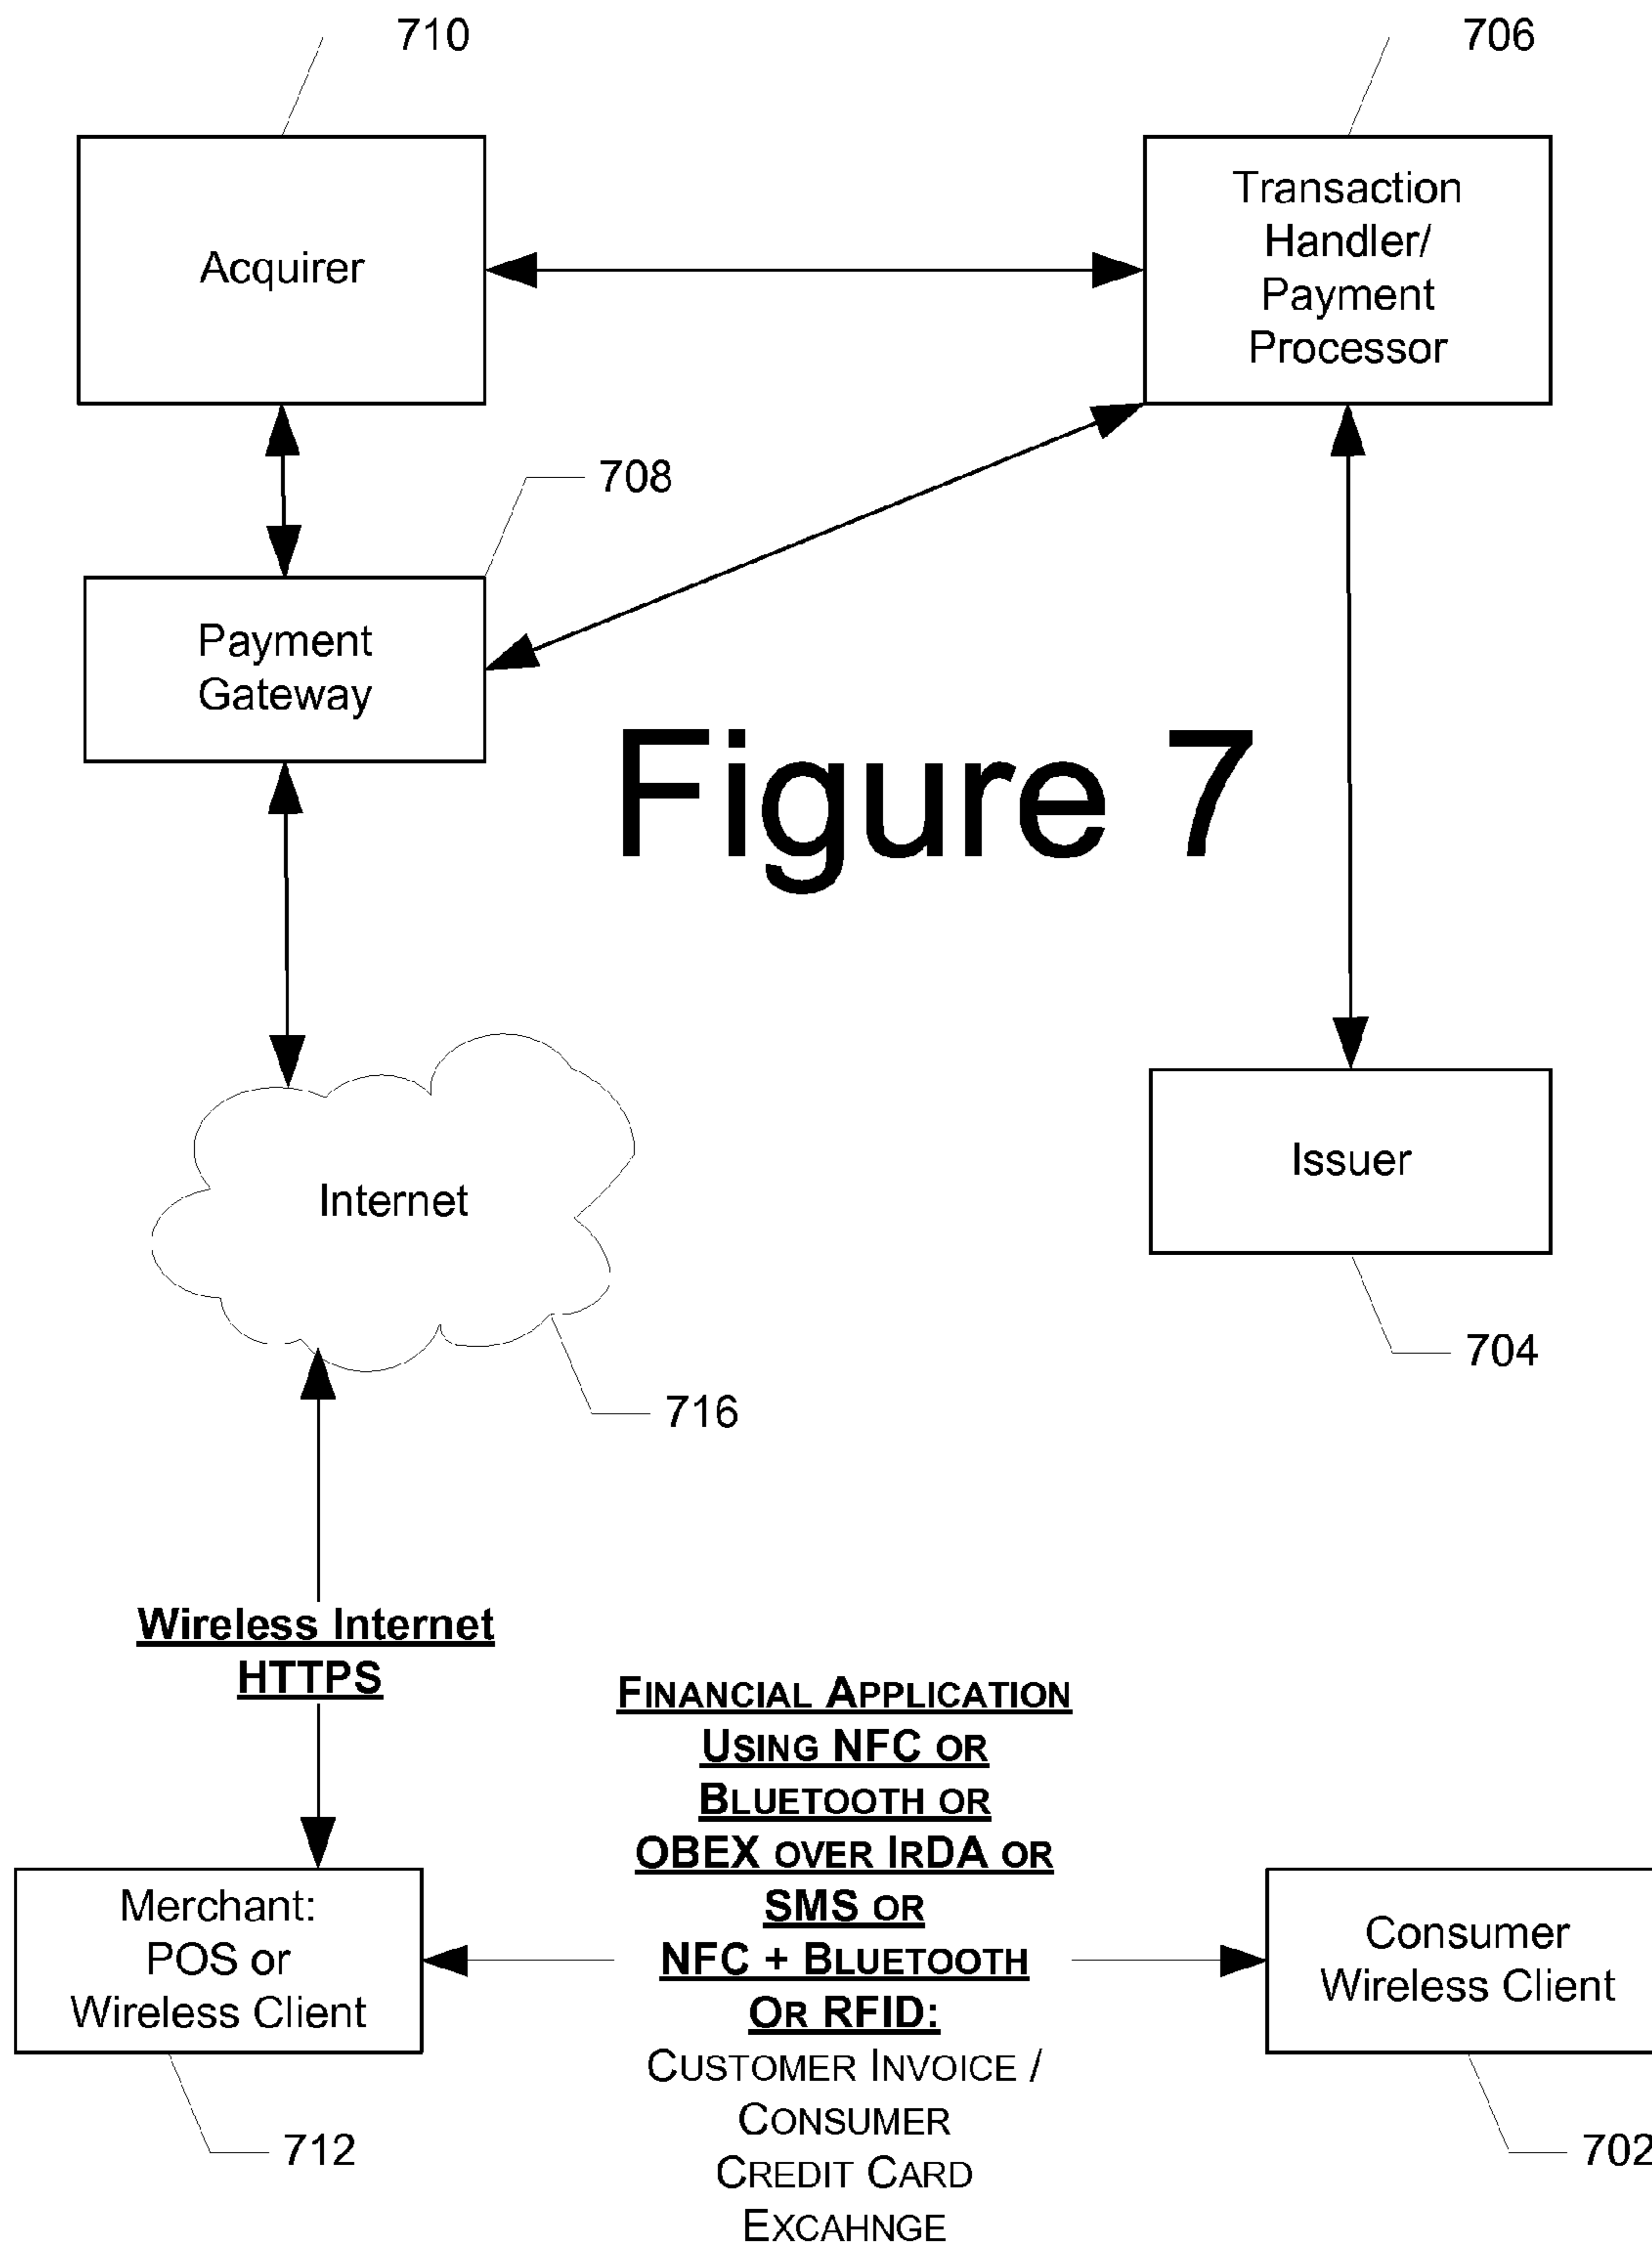 710
706
Acquirer
Transaction
Handler/
Payment
Processor
708
Payment
Gateway
Figure 7
Internet
Issuer
704
716
Wireless Internet
HTTPS
FINANCIAL APPLICATION
USING NFC OR
BLUETOOTH OR
OBEX OVER IRDA OR
SMS OR
NFC + BLUETOOTH
OR RFID:
CUSTOMER INVOICE /
CONSUMER
CREDIT CARD
EXCAHNGE
Merchant:
POS or
Wireless Client
Consumer
Wireless Client
712
702